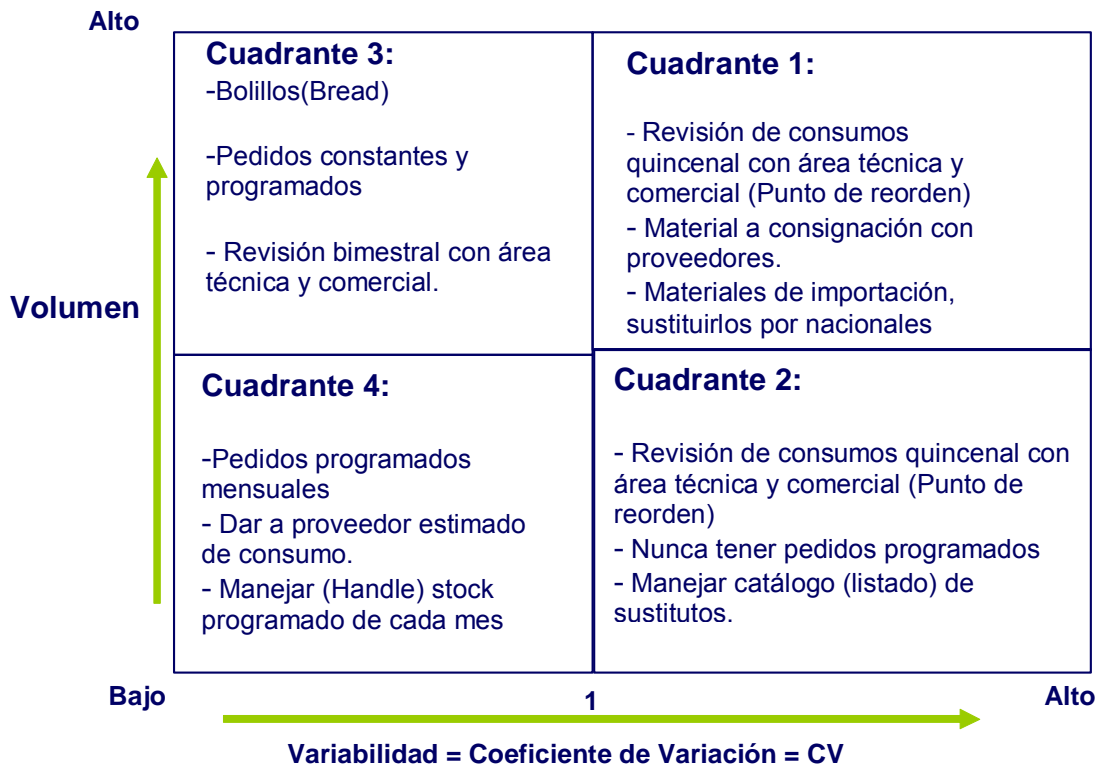 Alto
Cuadrante 3:
-Bolillos(Bread)
-Pedidos constantes y
programados
- Revisión bimestral con área
técnica y comercial.
Cuadrante 1:
- Revisión de consumos
quincenal con área técnica y
comercial (Punto de reorden)
- Material a consignación con
proveedores.
- Materiales de importación,
sustituirlos por nacionales
Volumen
Cuadrante 4:
-Pedidos programados
mensuales
- Dar a proveedor estimado
de consumo.
- Manejar (Handle) stock
programado de cada mes
Cuadrante 2:
- Revisión de consumos quincenal con
área técnica y comercial (Punto de
reorden)
- Nunca tener pedidos programados
- Manejar catálogo (listado) de
sustitutos.
Bajo
1
Alto
Variabilidad = Coeficiente de Variación = CV